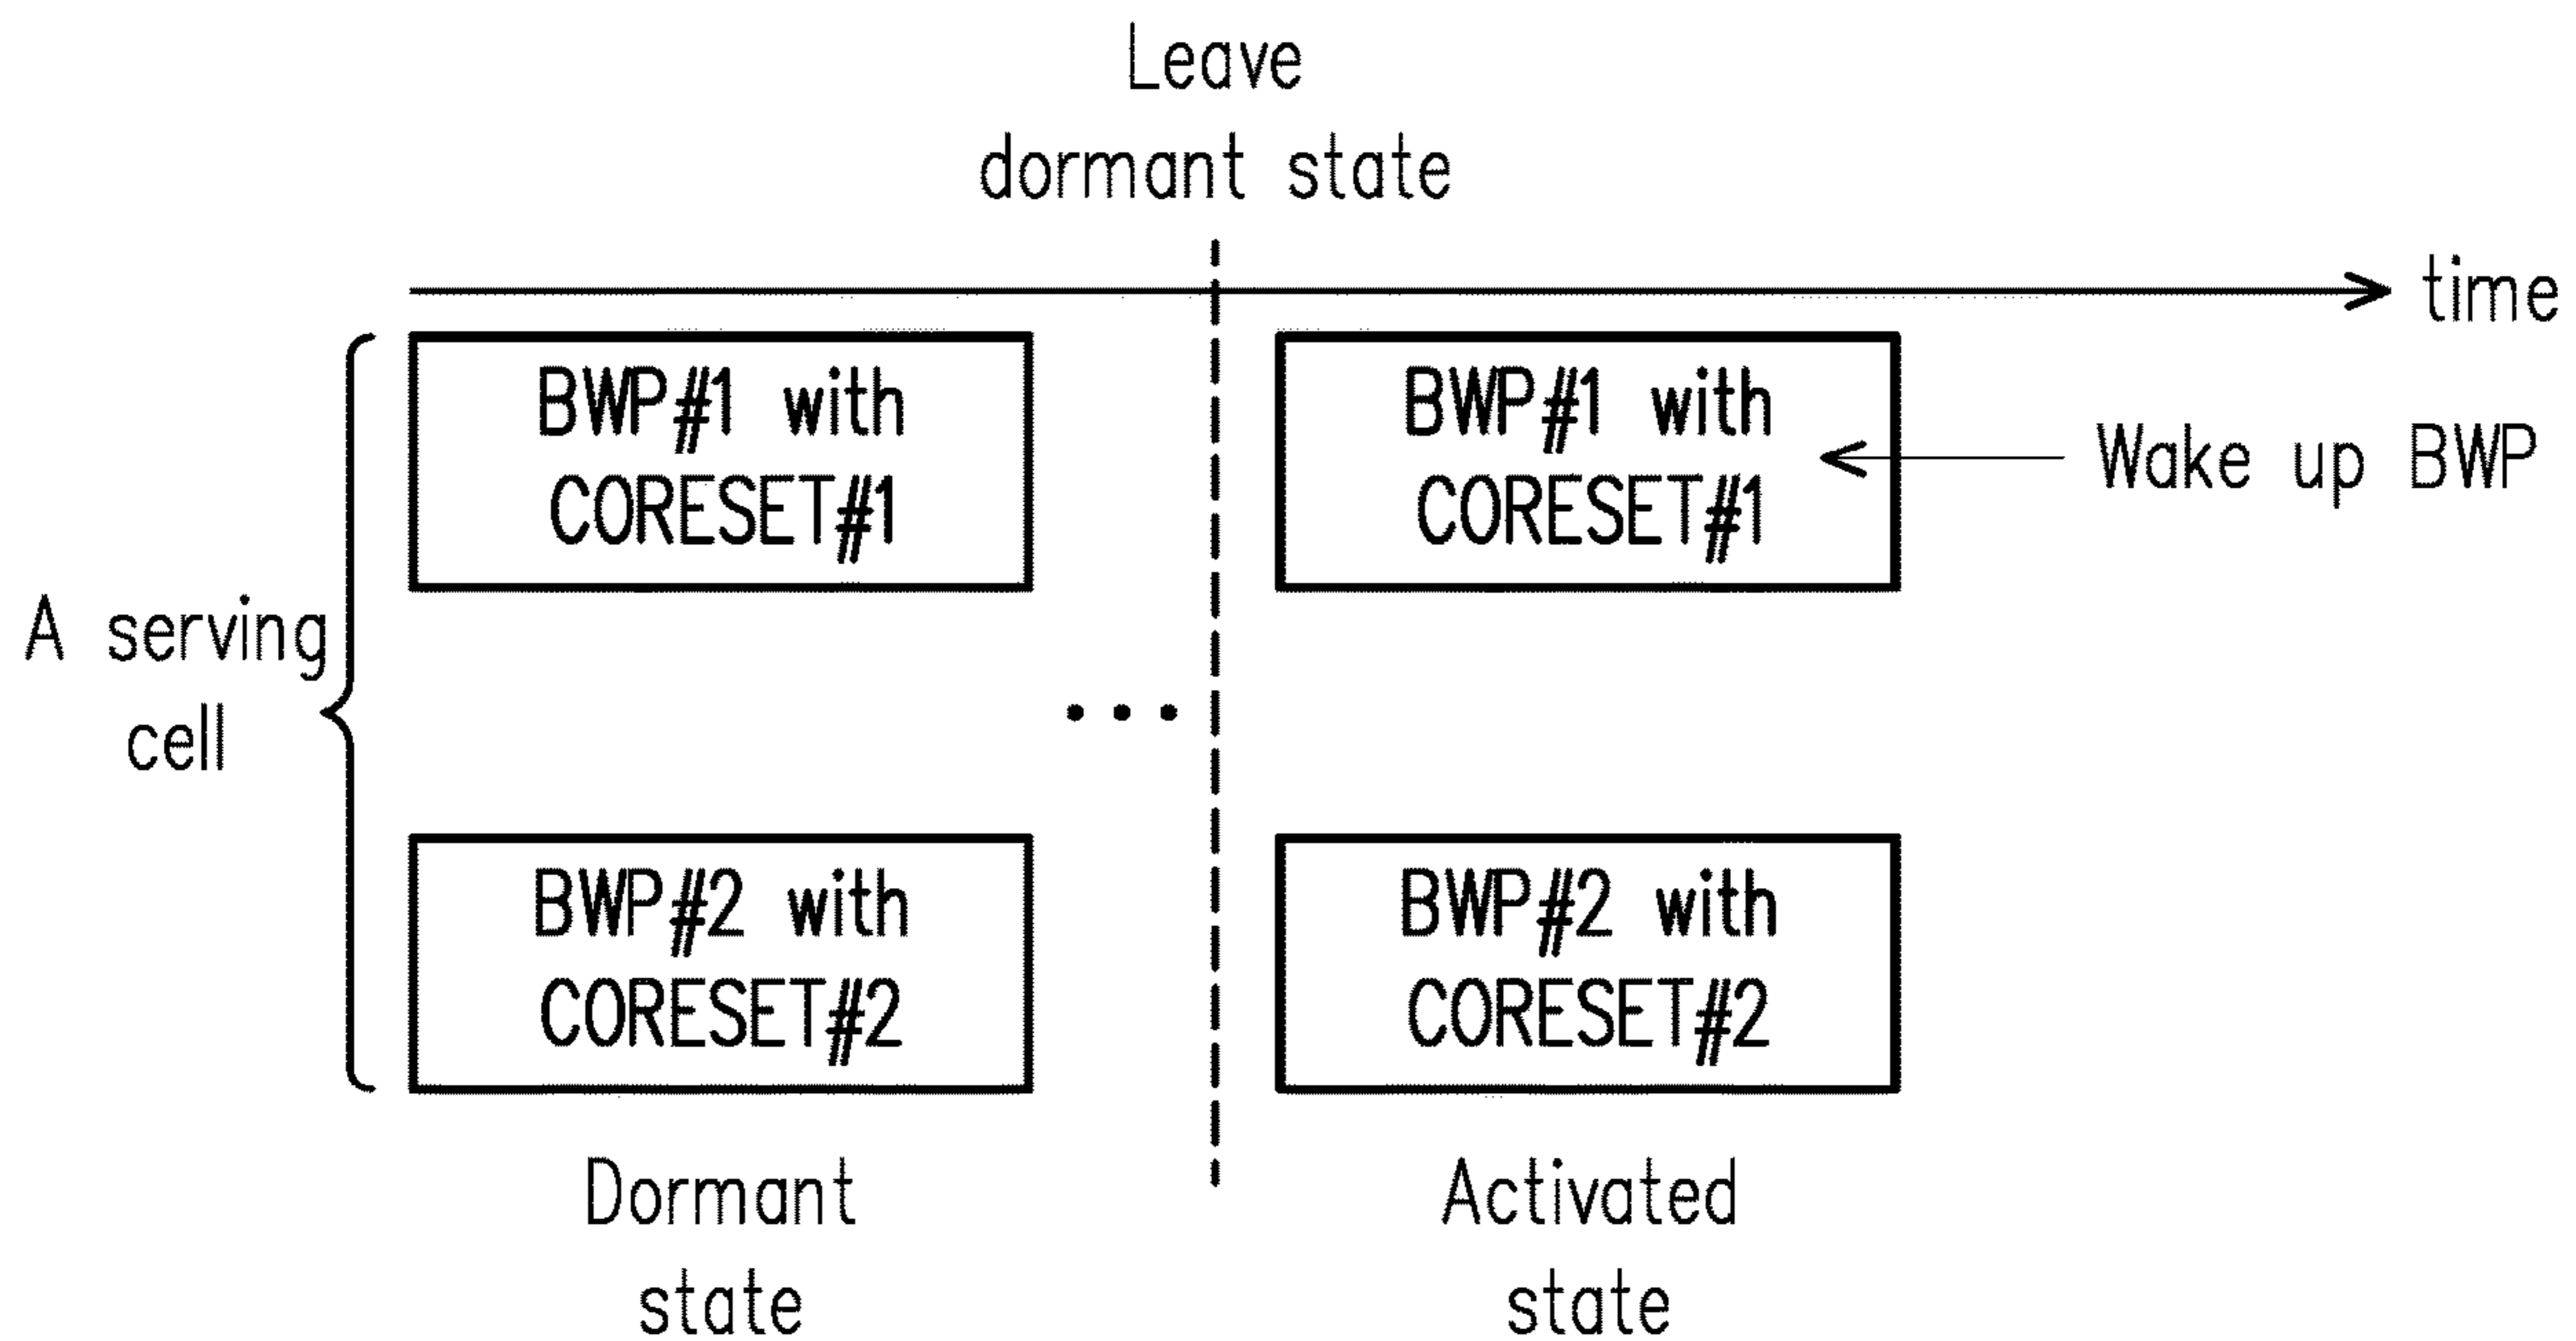 Leave
dormant state
time
BWP#1 with
CORESET#1
BWP#1 with
CORESET#1
Wake up BWP
A serving
cell
BWP#2 with
CORESET#2
BWP#2 with
CORESET#2
Dormant
state
Activated
state